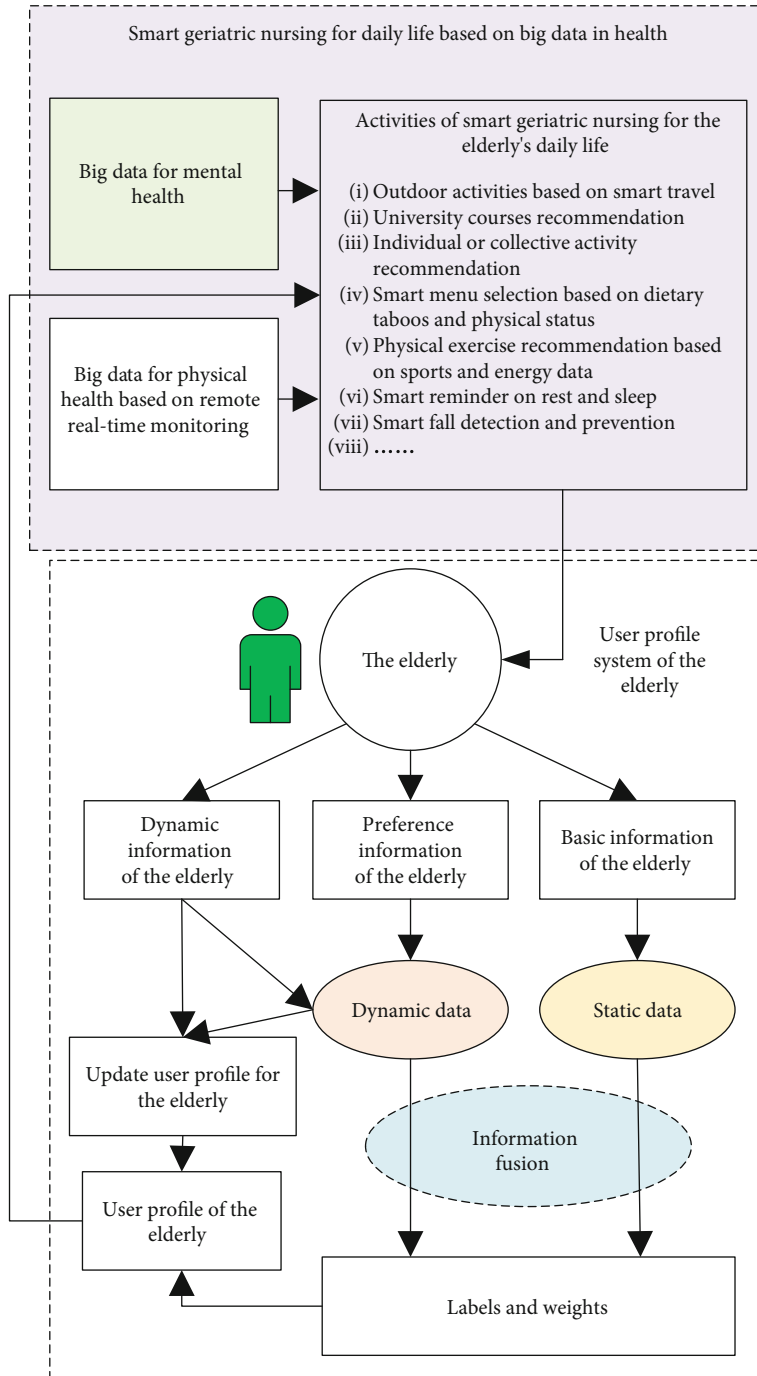 Smart geriatric nursing for daily life based on big data in health
Big data for mental
health
Activities of smart geriatric nursing for the
elderly's daily life
(i) Outdoor activities based on smart travel
(ii) University courses recommendation
(iii) Individual or collective activity
recommendation
(iv) Smart menu selection based on dietary
taboos and physical status
(v) Physical exercise recommendation based
on sports and energy data
(vi) Smart reminder on rest and sleep
(vii) Smart fall detection and prevention
(viii) ......
Big data for physical
health based on remote
real-time monitoring
The elderly
User profile
system of the
elderly
Dynamic
information
of the elderly
Preference
information
of the elderly
Basic information
of the elderly
Dynamic data
Static data
Update user profile for
the elderly
Information
fusion
User profile of the
elderly
Labels and weights